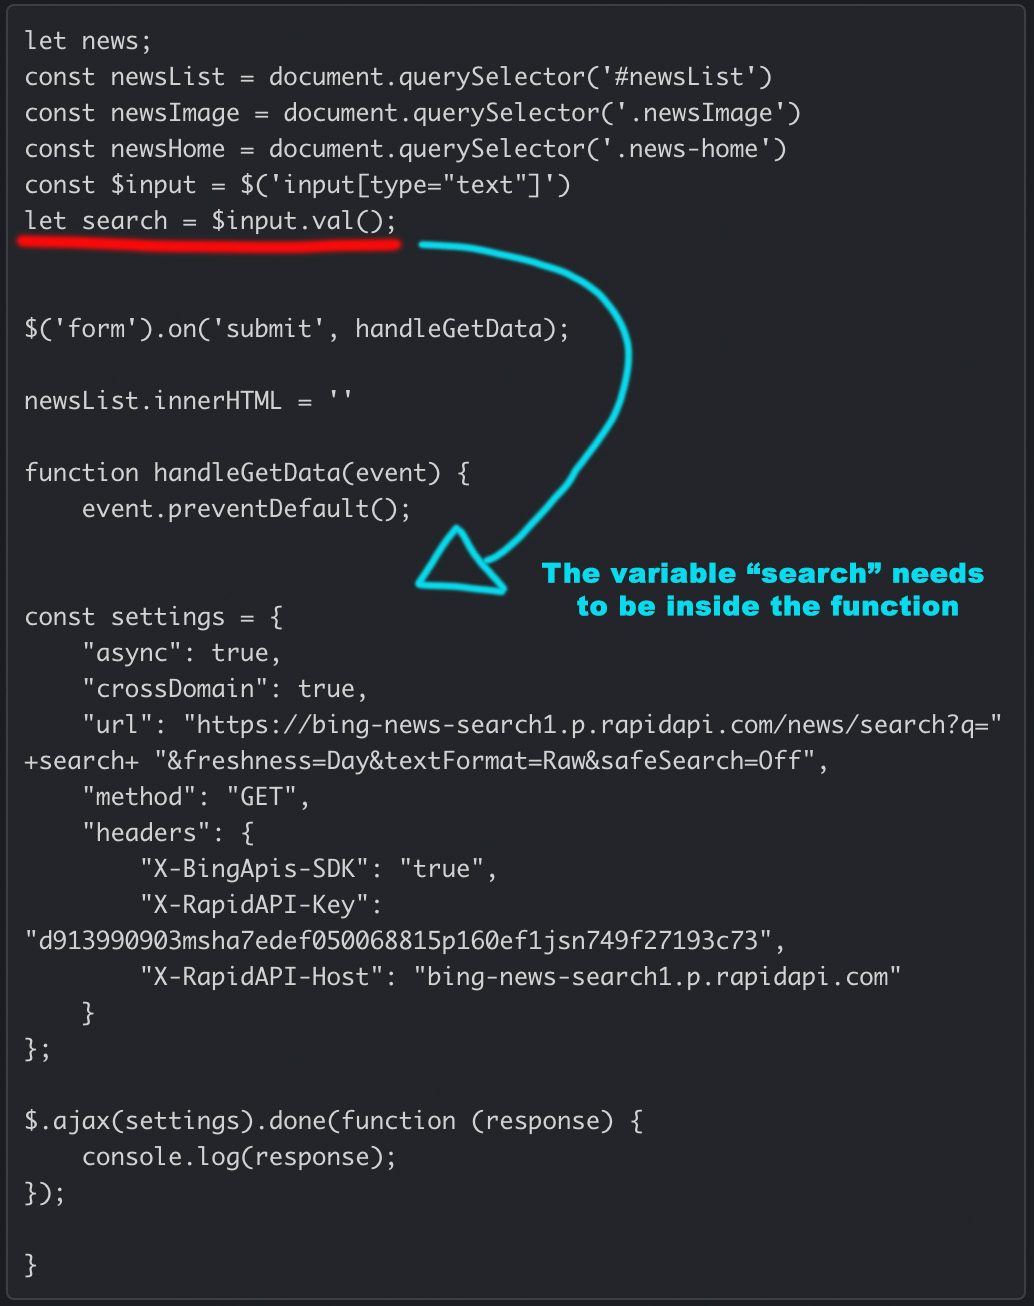 let news;
const newsList = document.querySelector('#newsList')
const newsImage = document.querySelector('.newsImage')
const newsHome = document.querySelector('.news-home')
const $input = $('input[type="text"]')
let search = $input.val();
$('form').on('submit', handleGetData);
newsList.innerHTML = ''
function handleGetData(event) {
    event.preventDefault();
The variable “search” needs
to be inside the function
const settings = {
    "async": true,
    "crossDomain": true,
    "url": "https://bing-news-search1.p.rapidapi.com/news/search?q="
+search+ "&freshness=Day&textFormat=Raw&safeSearch=Off",
    "method": "GET",
    "headers": {
        "X-BingApis-SDK": "true",
        "X-RapidAPI-Key":
"d913990903msha7edef050068815p160ef1jsn749f27193c73",
        "X-RapidAPI-Host": "bing-news-search1.p.rapidapi.com"
    }
};
$.ajax(settings).done(function (response) {
    console.log(response);
});
}